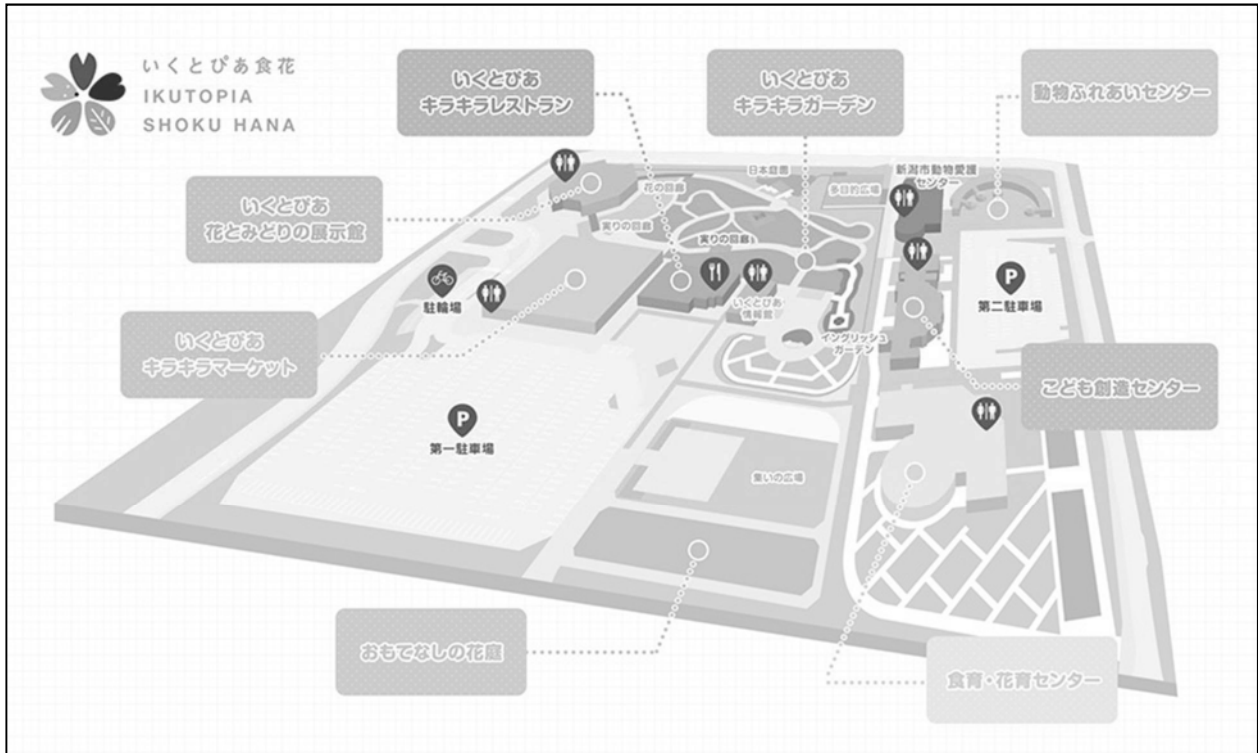 いくとぴあ食花
IKUTOPIA
SHOKU HANA
いくとぴあ
キラキラレストラン
いくとぴあ
キラキラガーデン
動物ふれあいセンター
いくとぴあ
花とみどりの展示館
花の回廊
日本庭園
多目的広場
新潟市動物愛護
センター
実りの回廊
実りの回廊
駐輪場
いくとぴあ
情報館
イングリッシュ
ガーデン
P
第二駐車場
いくとぴあ
キラキラマーケット
こども創造センター
P
第一駐車場
集いの広場
おもてなしの花庭
食育・花育センター